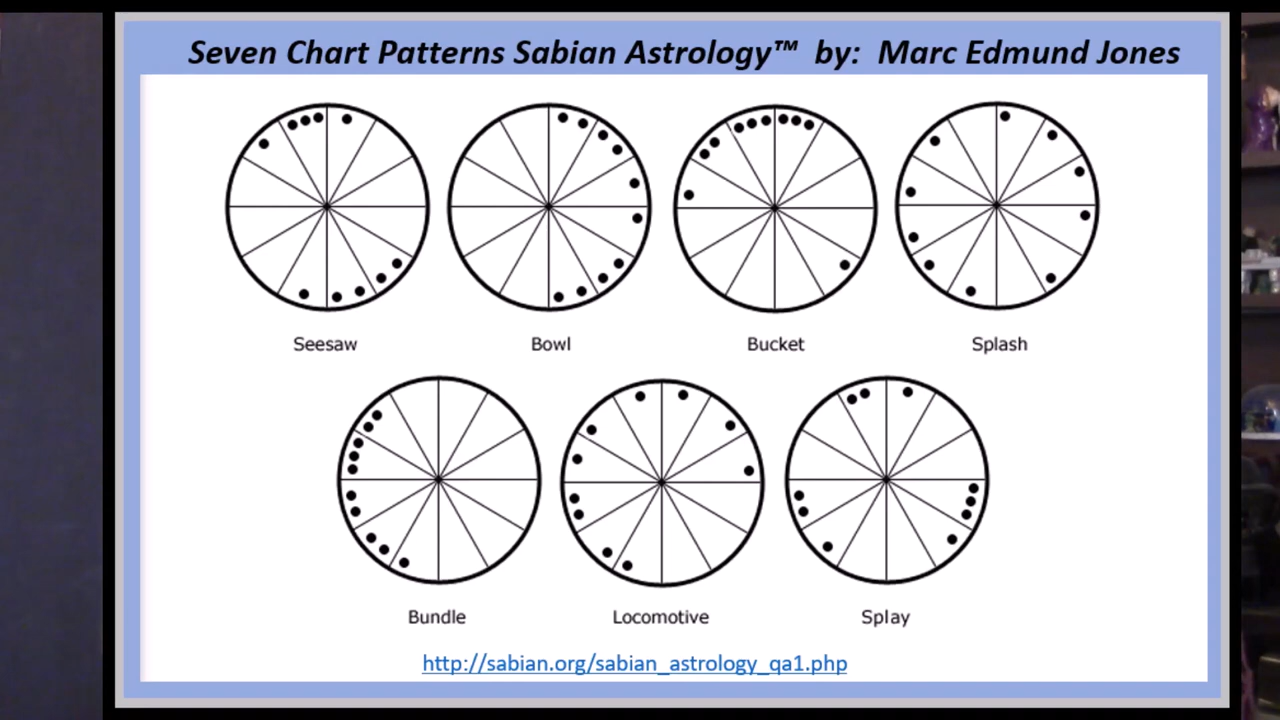 Seven Chart Patterns Sabian Astrology™ by: Marc Edmund Jones
Seesaw Bowl Bucket Splash
Bundle Locomotive Splay
http://sabian.org/sabian_astrology_qa1.php